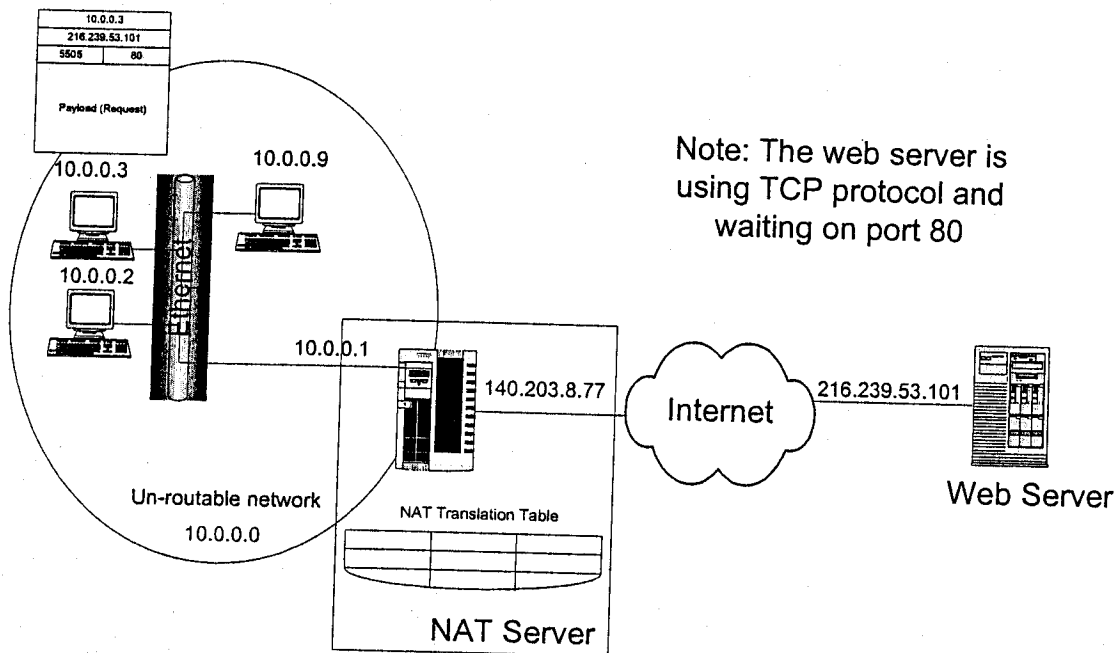 10.0.0.3
216.239.53.101
5505 80
Payload (Request)
10.0.0.3
10.0.0.9
Note: The web server is
using TCP protocol and
waiting on port 80
Ethernet
10.0.0.2
10.0.0.1
140.203.8.77
Internet
216.239.53.101
Web Server
Un-routable network
10.0.0.0
NAT Translation Table
NAT Server